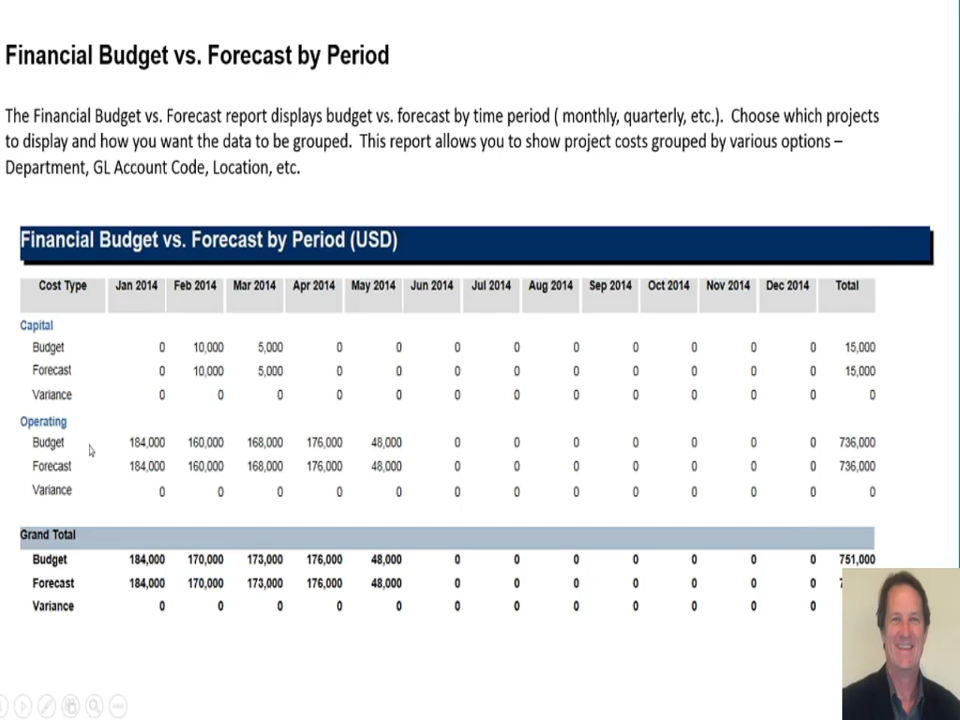 Financial Budget vs. Forecast by Period
The Financial Budget vs. Forecast report displays budget vs. forecast by time period ( monthly, quarterly, etc.). Choose which projects
to display and how you want the data to be grouped. This report allows you to show project costs grouped by various options –
Department, GL Account Code, Location, etc.
Financial Budget vs. Forecast by Period (USD)
Cost Type Jan 2014 Feb 2014 Mar 2014 Apr 2014 May 2014 Jun 2014 Jul 2014 Aug 2014 Sep 2014 Oct 2014 Nov 2014 Dec 2014 Total
Capital
Budget 0 10,000 5,000 0 0 0 0 0 0 0 0 0 15,000
Forecast 0 10,000 5,000 0 0 0 0 0 0 0 0 0 15,000
Variance 0 0 0 0 0 0 0 0 0 0 0 0 0
Operating
Budget 184,000 160,000 168,000 176,000 48,000 0 0 0 0 0 0 0 736,000
Forecast 184,000 160,000 168,000 176,000 48,000 0 0 0 0 0 0 0 736,000
Variance 0 0 0 0 0 0 0 0 0 0 0 0 0
Grand Total
Budget 184,000 170,000 173,000 176,000 48,000 0 0 0 0 0 0 0 751,000
Forecast 184,000 170,000 173,000 176,000 48,000 0 0 0 0 0 0 0
Variance 0 0 0 0 0 0 0 0 0 0 0 0